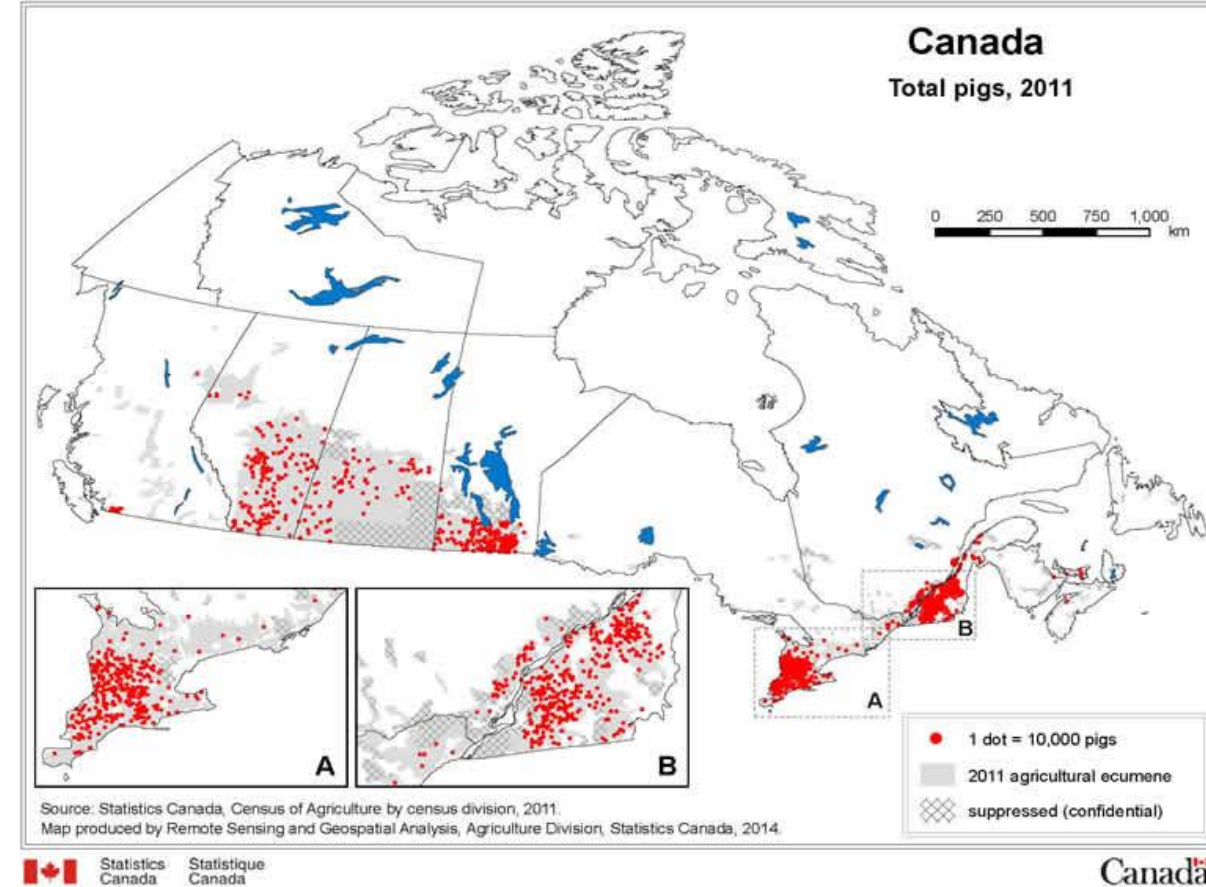 Canada
Total pigs, 2011
0 250 500 750 1,000
km
B
A
A
B
1 dot = 10,000 pigs
2011 agricultural ecumene
suppressed (confidential)
Source: Statistics Canada, Census of Agriculture by census division, 2011.
Map produced by Remote Sensing and Geospatial Analysis, Agriculture Division, Statistics Canada, 2014.
Statistics Statistique
Canada Canada
Canada